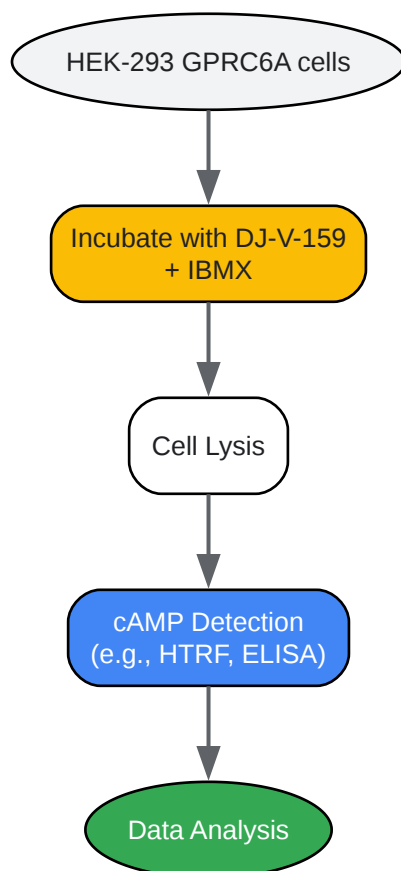 HEK-293 GPRC6A cells
Incubate with DJ-V-159
+ IBMX
Cell Lysis
cAMP Detection
(e.g., HTRF, ELISA)
Data Analysis